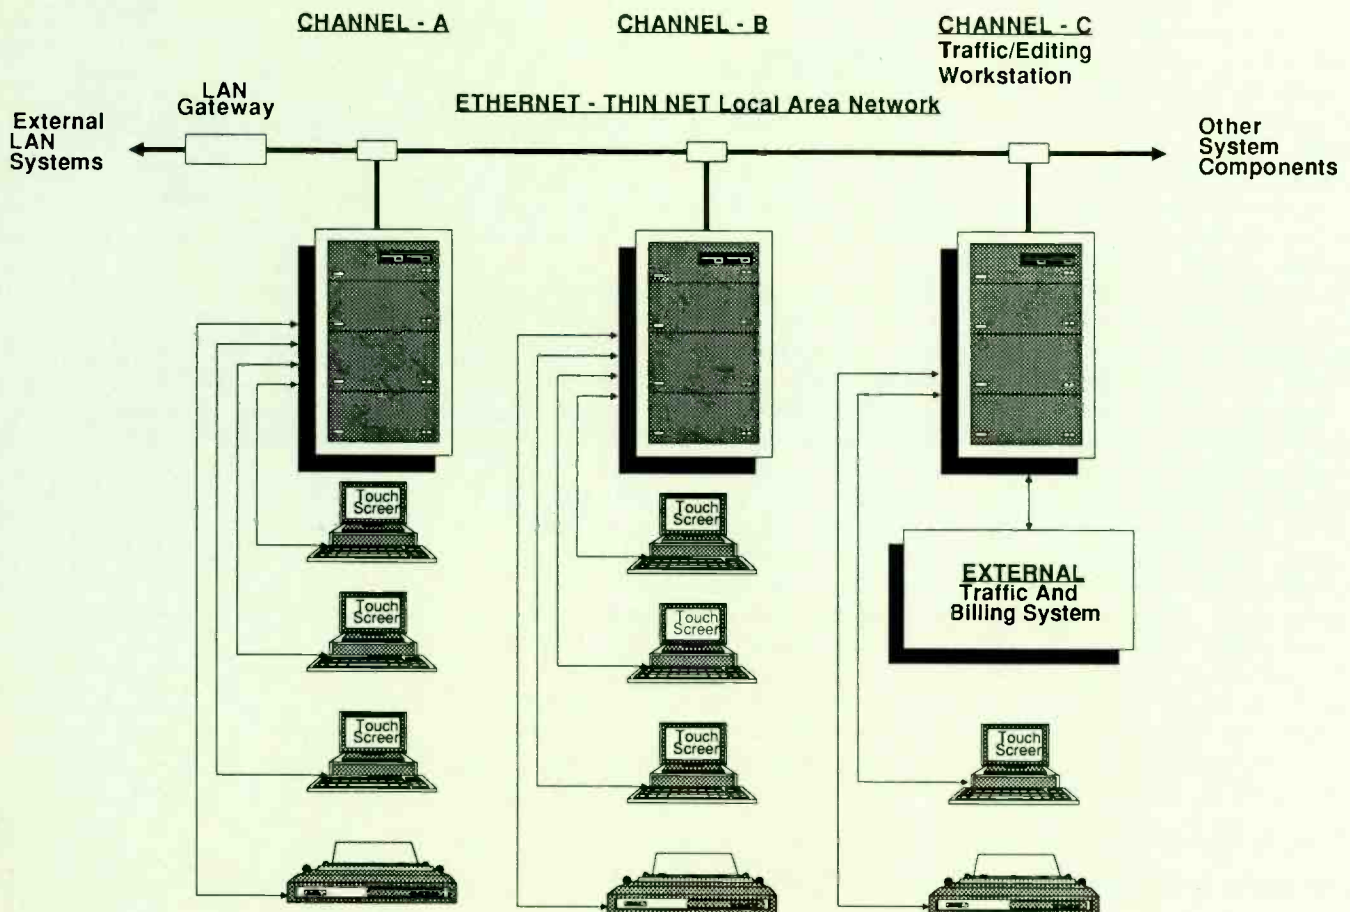 CHANNEL - A
CHANNEL - B
CHANNEL - C
Traffic/Editing
Workstation
LAN
Gateway
ETHERNET - THIN NET Local Area Network
External
LAN
Systems
Other
System
Components
Touch
Screen
Touch
Screen
Touch
Screen
Touch
Screen
Touch
Screen
Touch
Screen
EXTERNAL
Traffic And
Billing System
Touch
Screen